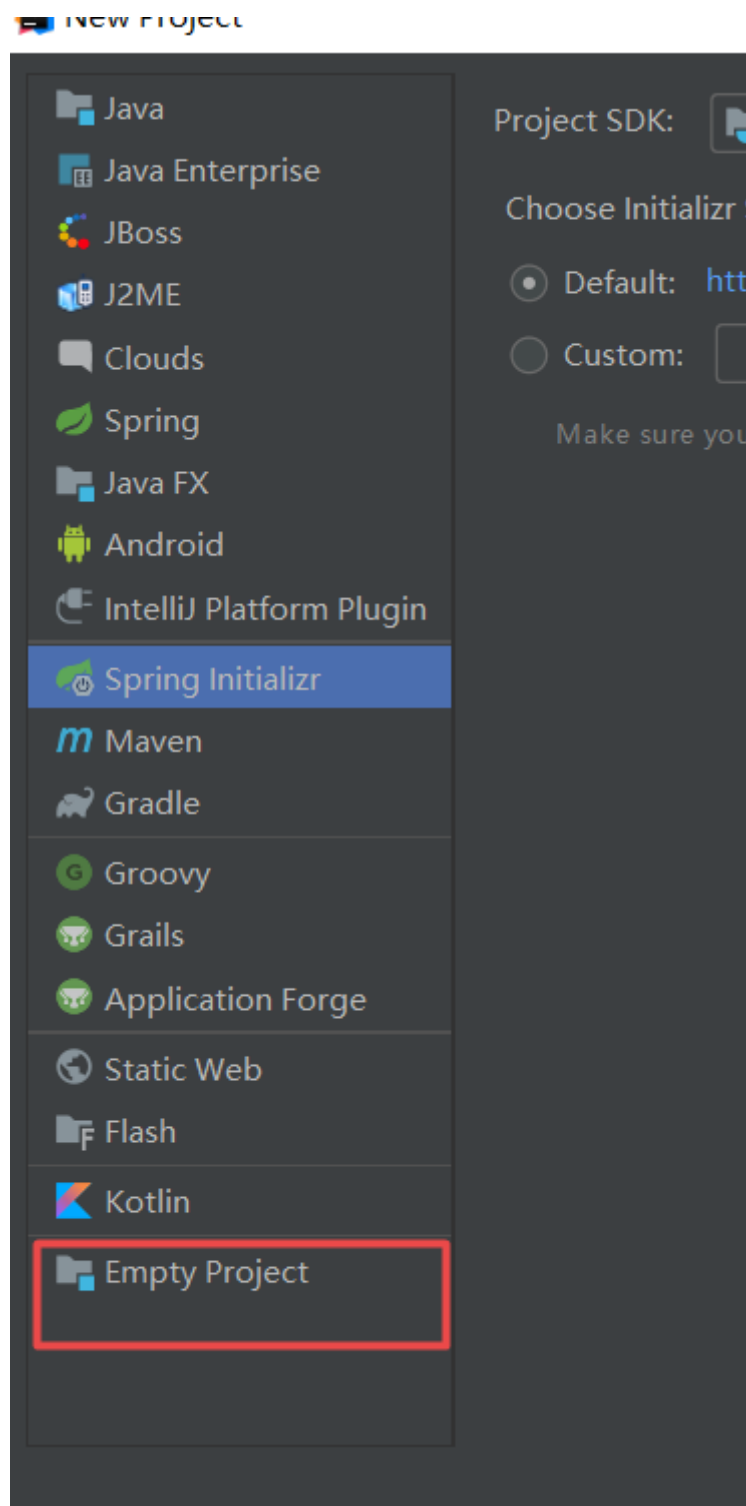 New Project
Java
Java Enterprise
JBoss
J2ME
Clouds
Spring
Java FX
Android
IntelliJ Platform Plugin
Spring Initializr
Maven
Gradle
Groovy
Grails
Application Forge
Static Web
Flash
Kotlin
Empty Project
Project SDK:
Choose Initializr
Default: htt
Custom:
Make sure you